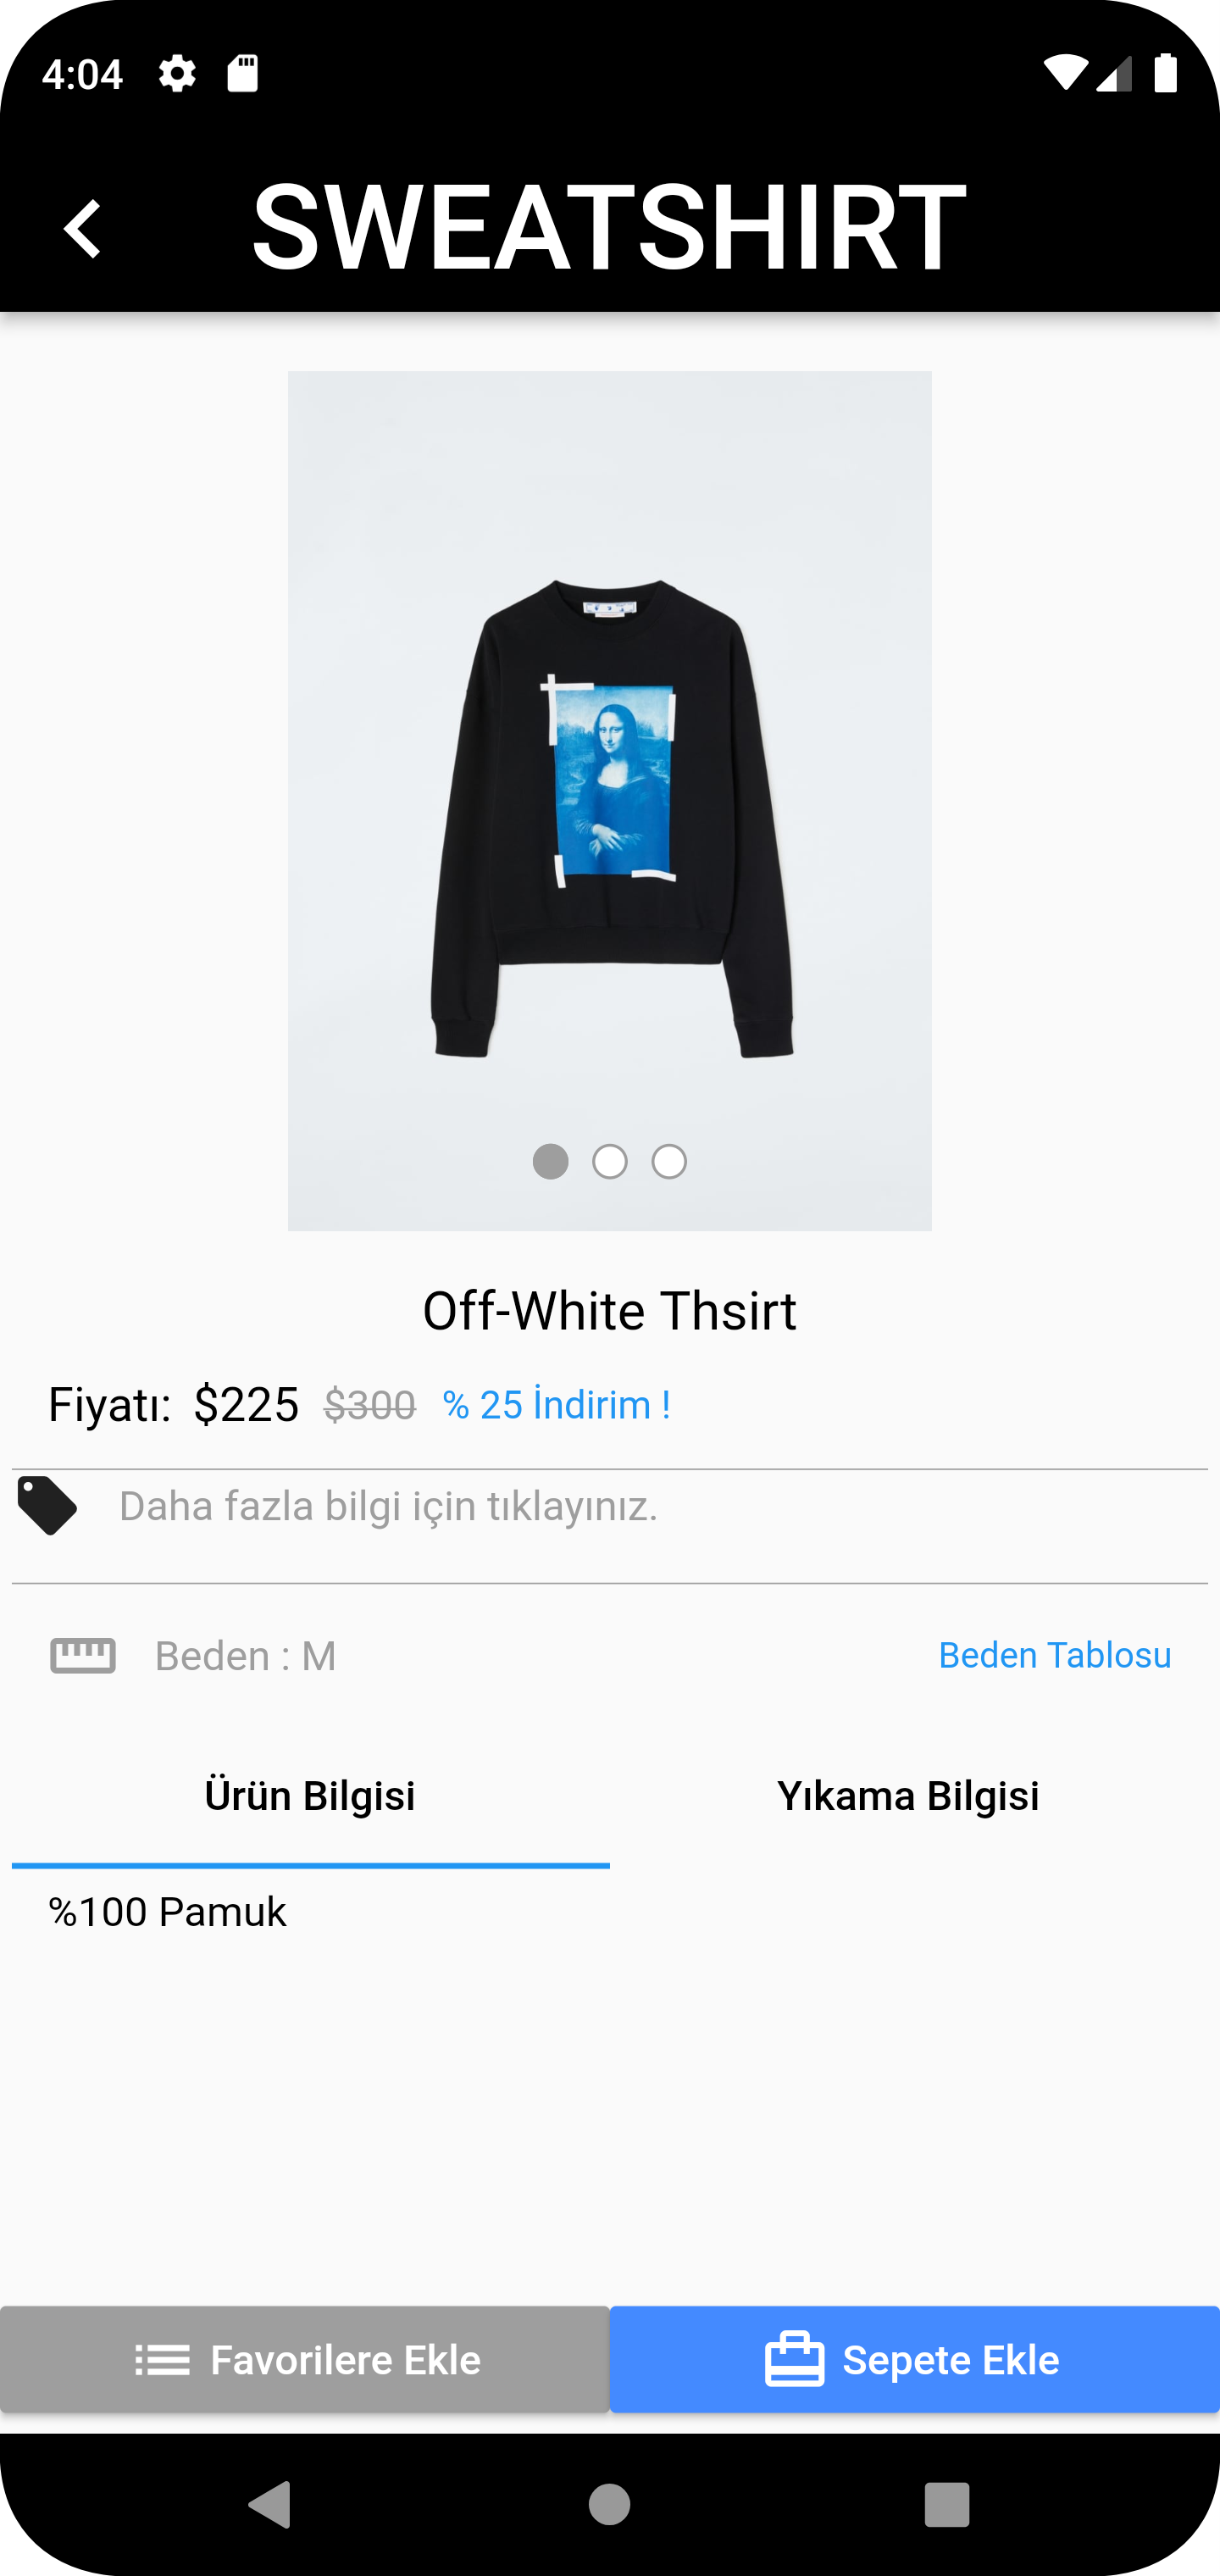 4:04
SWEATSHIRT
Off-White Thsirt
Fiyatı: $225 $300 % 25 İndirim !
Daha fazla bilgi için tıklayınız.
Beden : M
Beden Tablosu
Ürün Bilgisi
Yıkama Bilgisi
%100 Pamuk
Favorilere Ekle
Sepete Ekle